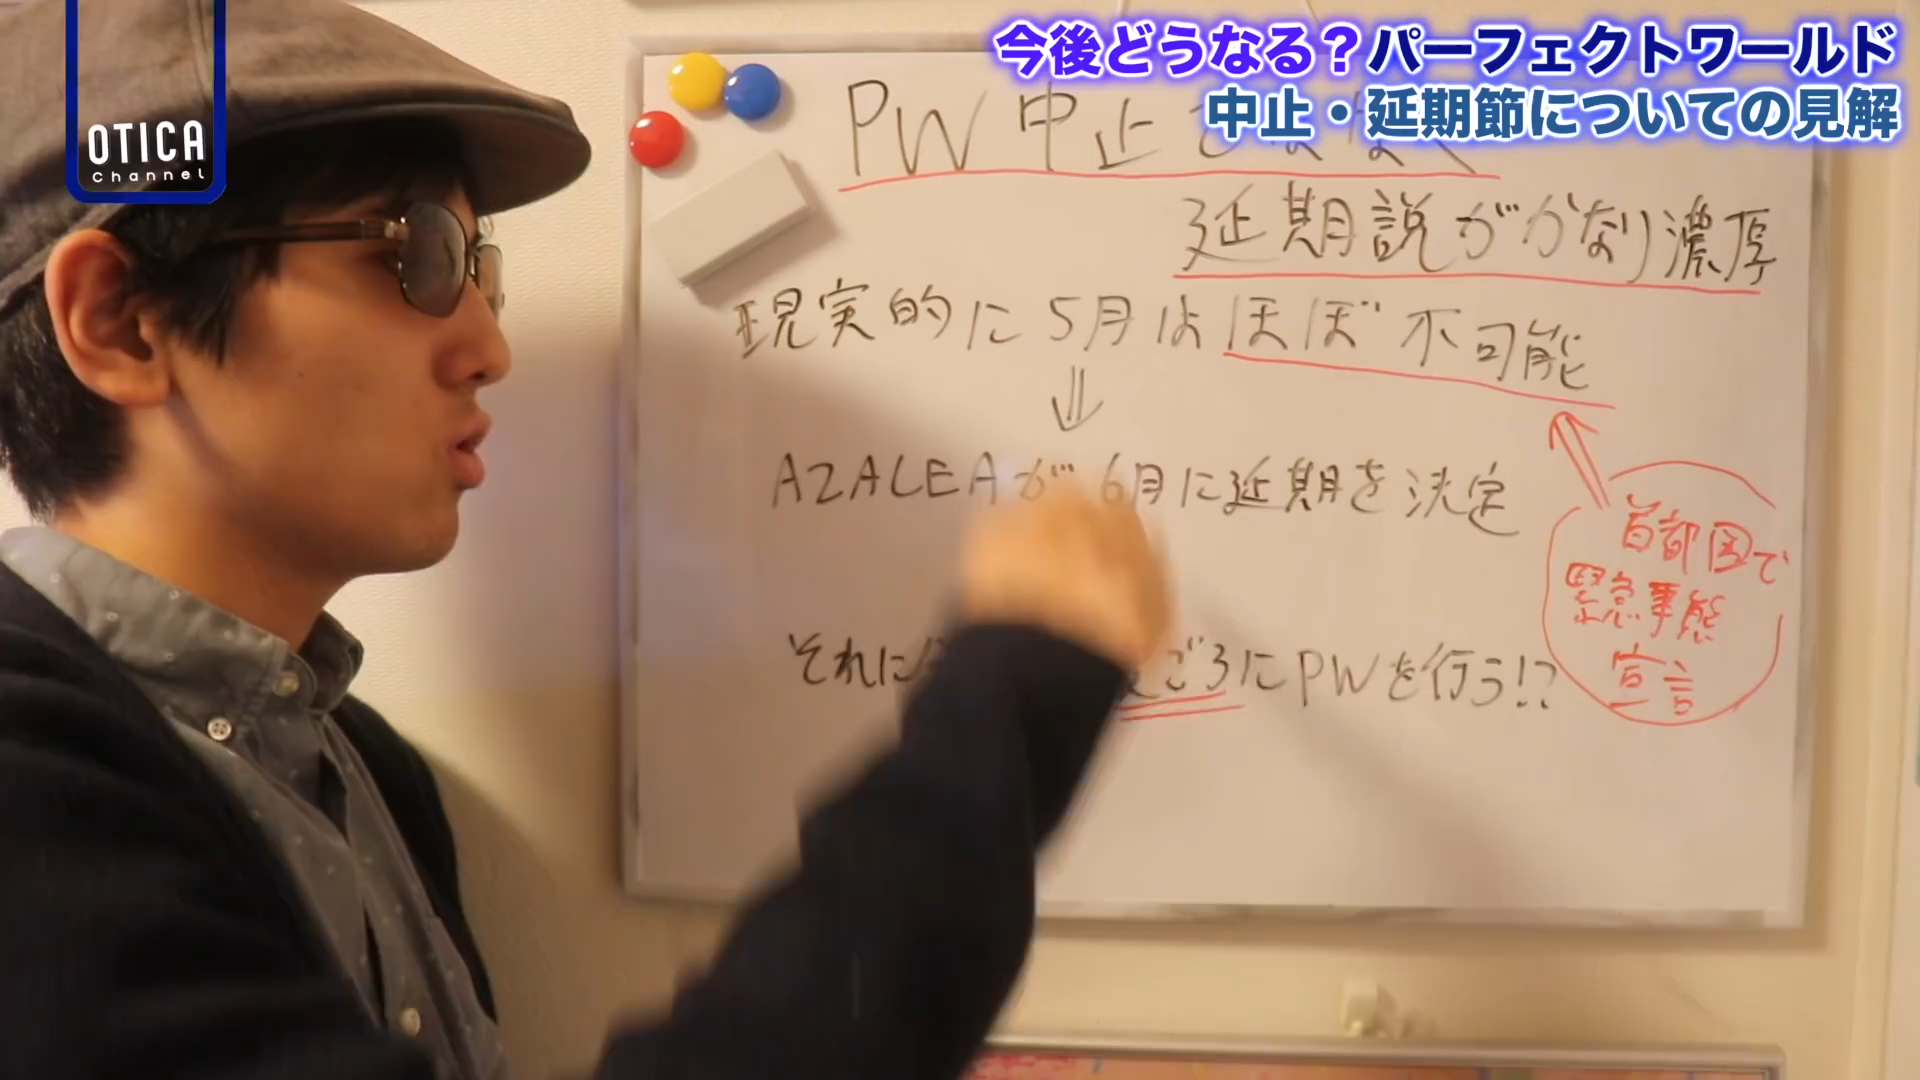 OTICA
Channel
今後どうなる？パーフェクトワールド
中止・延期節についての見解
PW中止
延期説がかなり濃厚
現実的に5月はほぼ不可能
⇓
AZALEAが6月に延期を決定
首都圏で
緊急事態
宣言
それに
ごろにPWを行う!?